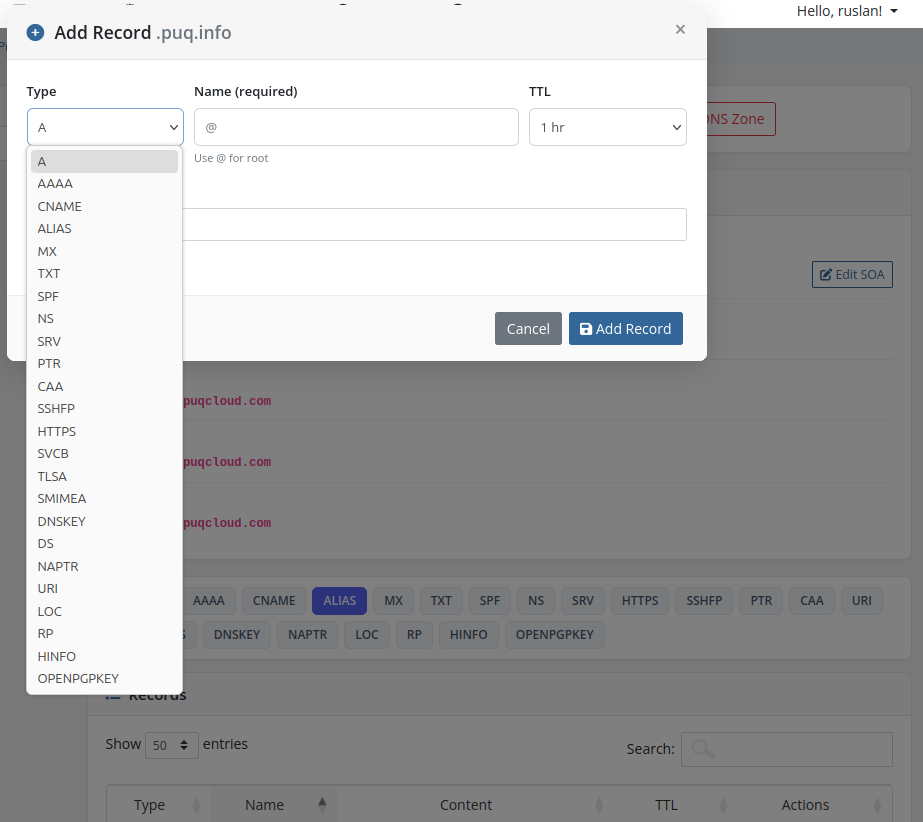 Hello, ruslan!
Add Record .puq.info
×
Type
Name (required)
TTL
A
@
1 hr
Use @ for root
DNS Zone
A
AAAA
CNAME
ALIAS
MX
TXT
SPF
NS
SRV
PTR
CAA
SSHFP
HTTPS
SVCB
TLSA
SMIMEA
DNSKEY
DS
NAPTR
URI
LOC
RP
HINFO
OPENPGPKEY
Edit SOA
Cancel
Add Record
puqcloud.com
puqcloud.com
puqcloud.com
AAAA CNAME ALIAS MX TXT SPF NS SRV HTTPS SSHFP PTR CAA URI
S DNSKEY NAPTR LOC RP HINFO OPENPGPKEY
Records
Show 50 entries
Search:
Type Name Content TTL Actions